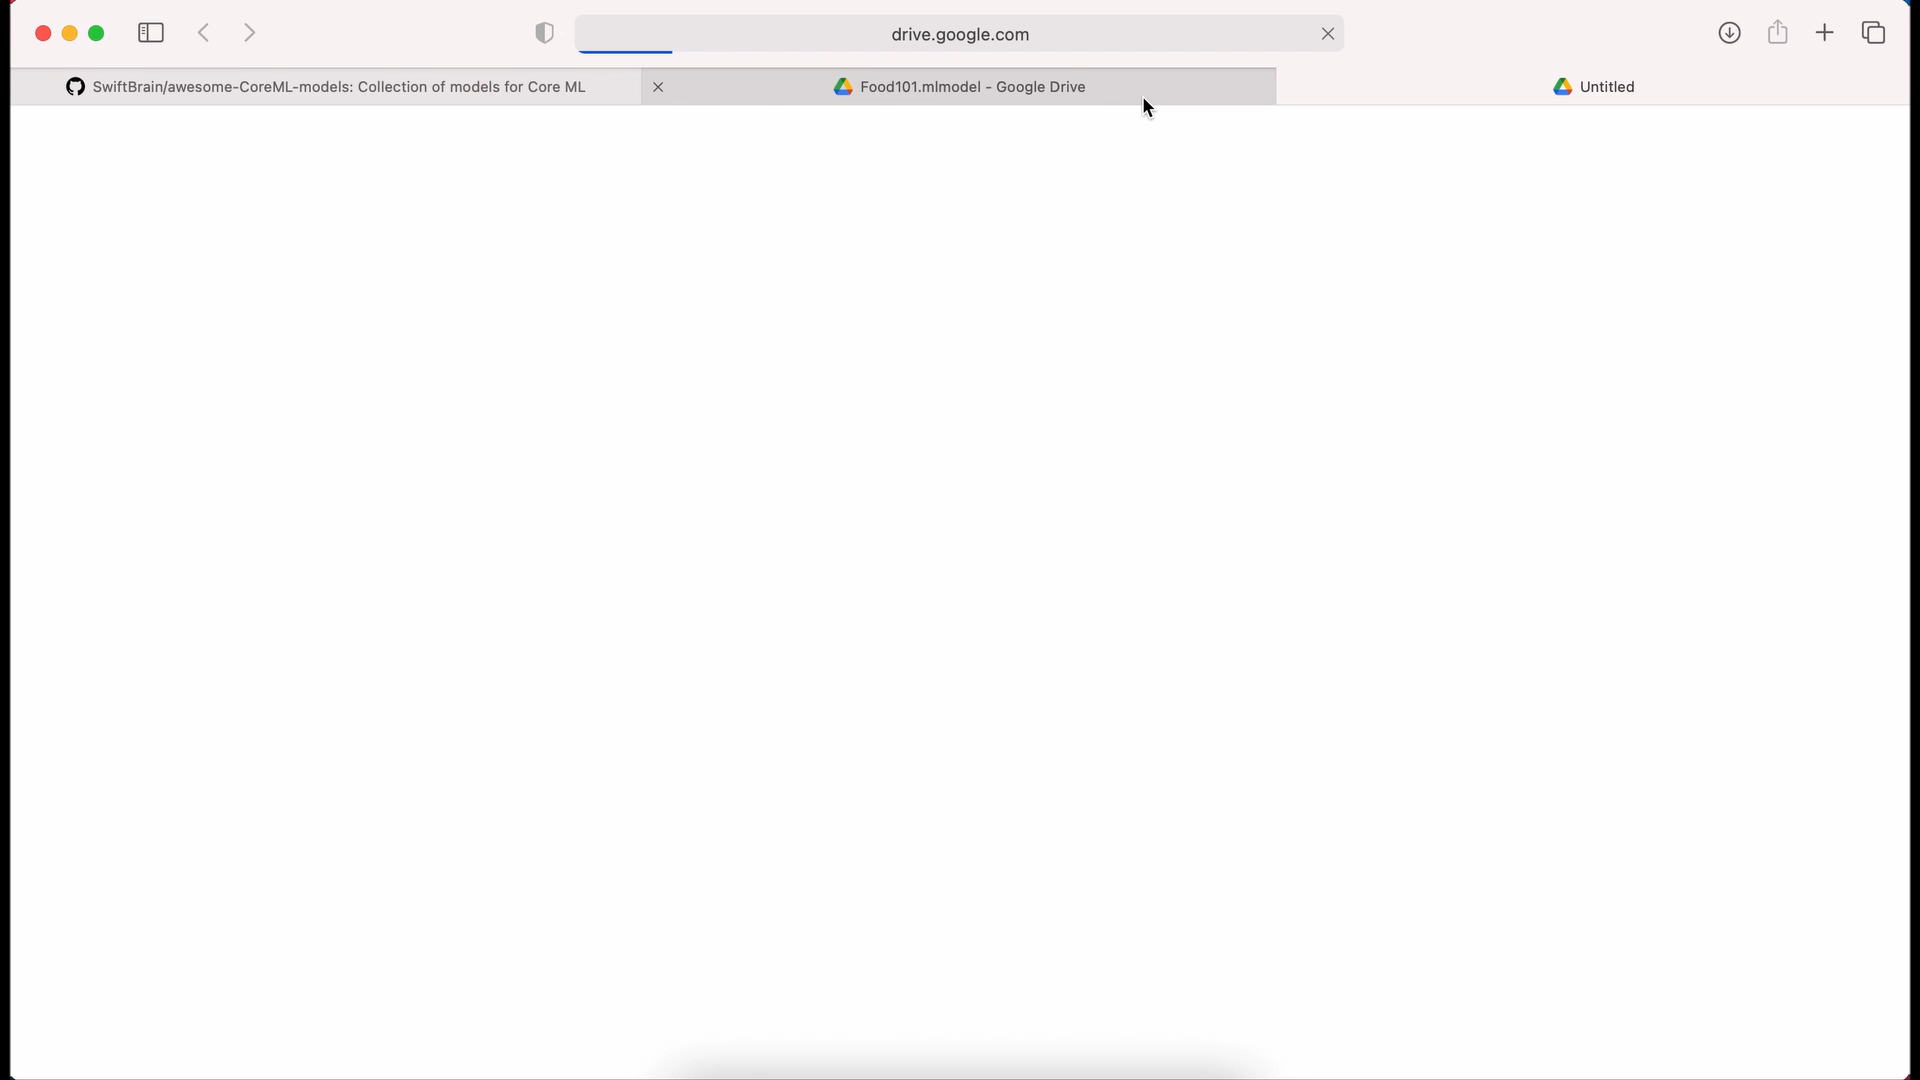 drive.google.com
SwiftBrain/awesome-CoreML-models: Collection of models for Core ML
Food101.mlmodel - Google Drive
Untitled